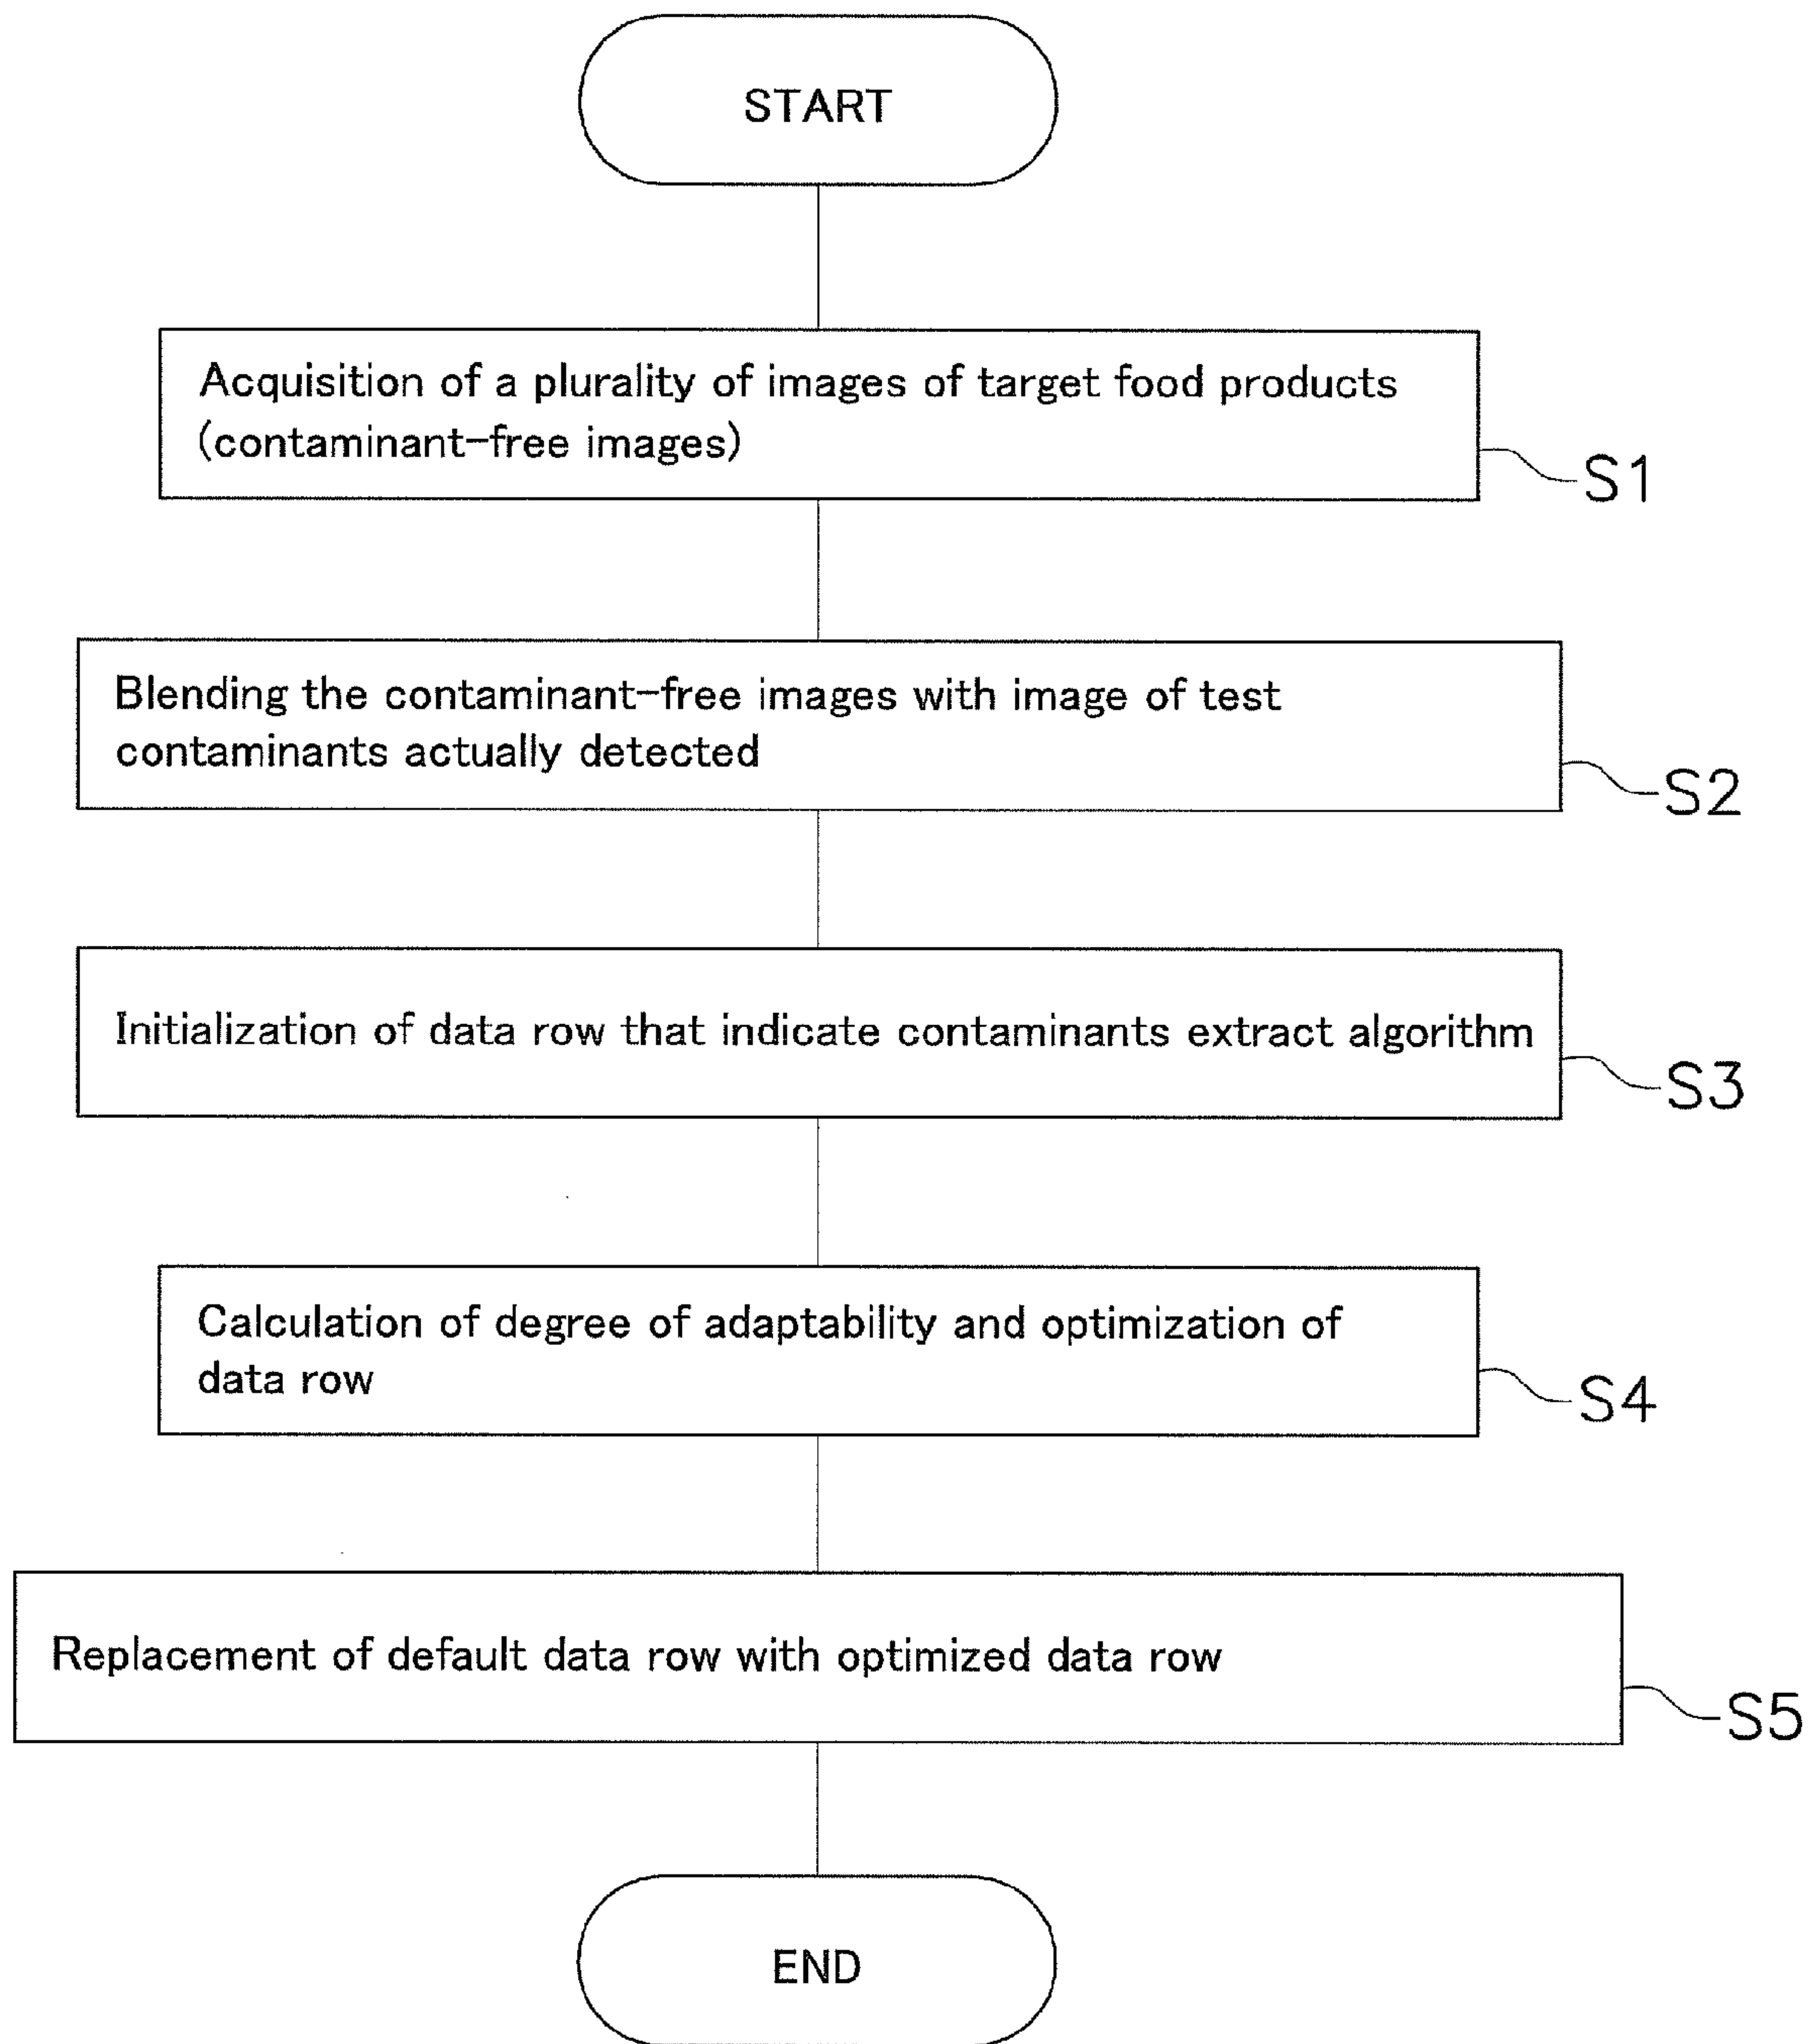 START
Acquisition of a plurality of images of target food products
(contaminant-free images)
S1
Blending the contaminant-free images with image of test
contaminants actually detected
S2
Initialization of data row that indicate contaminants extract algorithm
S3
Calculation of degree of adaptability and optimization of
data row
S4
Replacement of default data row with optimized data row
S5
END